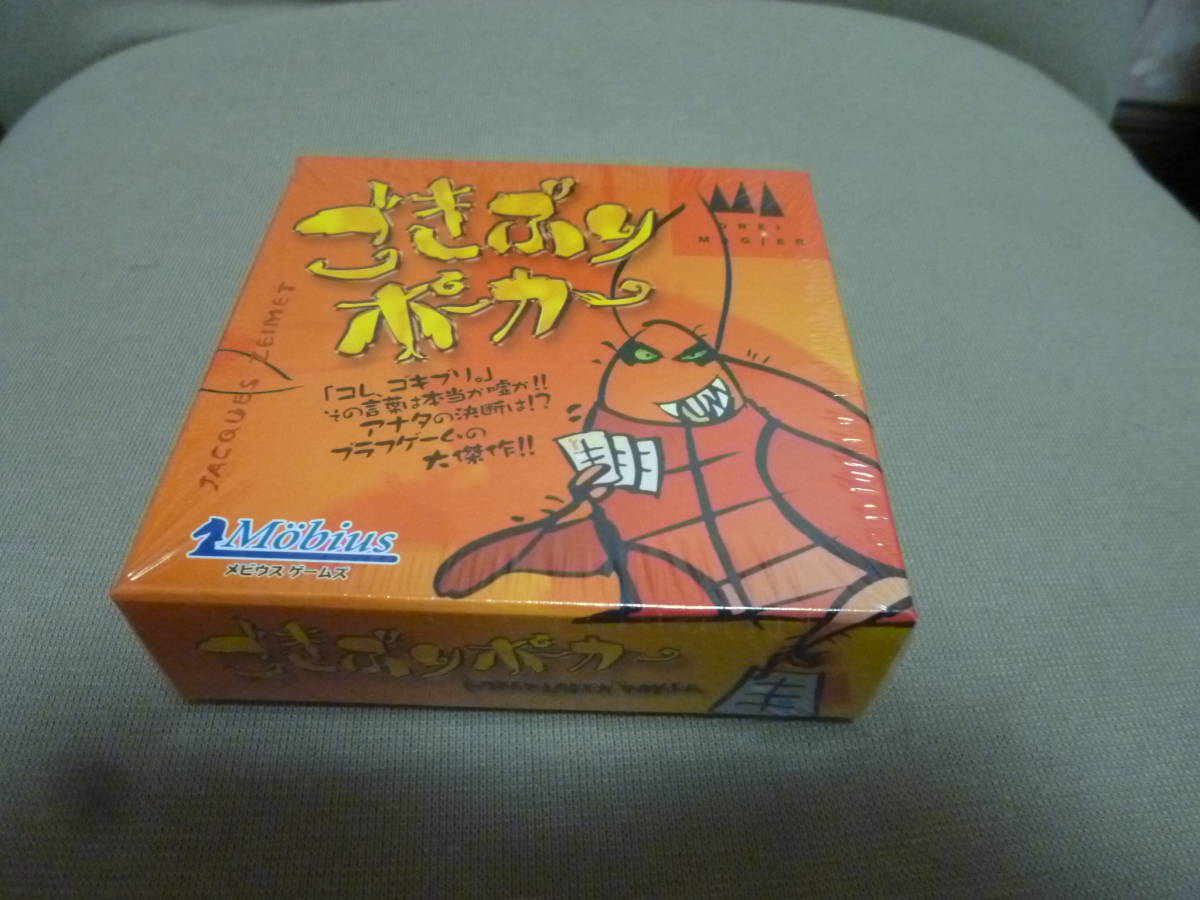 ごきぶり
ポーカー
DREI
MAGIER
JACQUES ZEIMET
「コレ、ゴキブリ。」
その言葉は本当か嘘か!!
アナタの決断は!?
ブラフゲームの
大傑作!!
Möbius
メビウス ゲームズ
ごきぶりポーカー